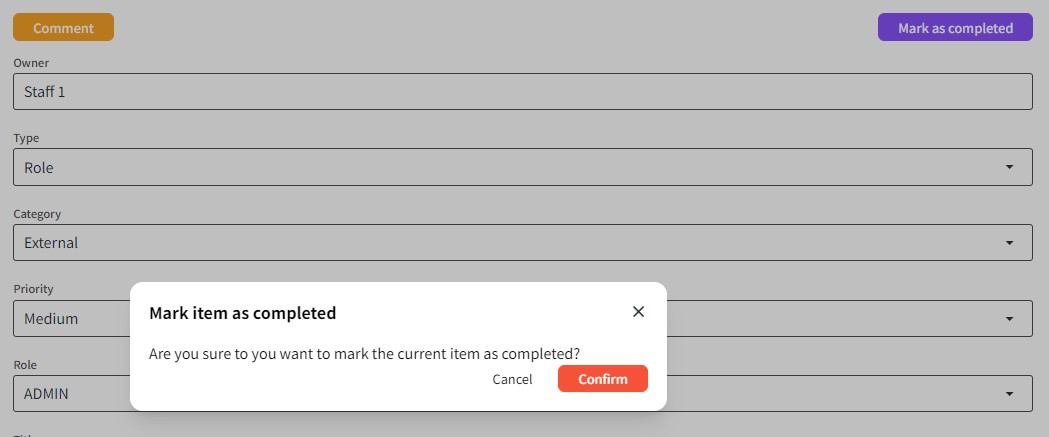 Comment
Mark as completed
Owner
Staff 1
Type
Role
Category
External
Priority
Medium
Mark item as completed
Are you sure to you want to mark the current item as completed?
Cancel
Confirm
Role
ADMIN